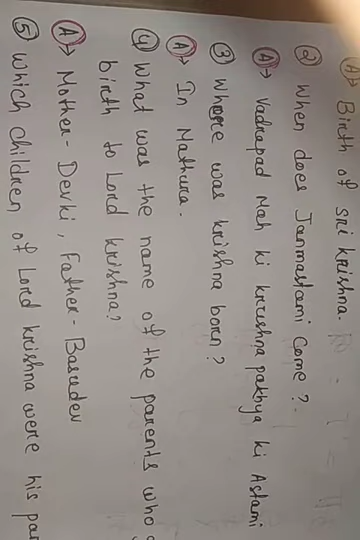 A> Birth of Sri Krishna.
② When does Janmastami Come?
A> Vadrapad Mah ki krushna pakhya ki Astami
③ Where was krishna born?
A> In Mathura.
④ What was the name of the parents who
birth to Lord krishna?
A> Mother- Devki, Father- Basudev
⑤ Which children of Lord krishna were his